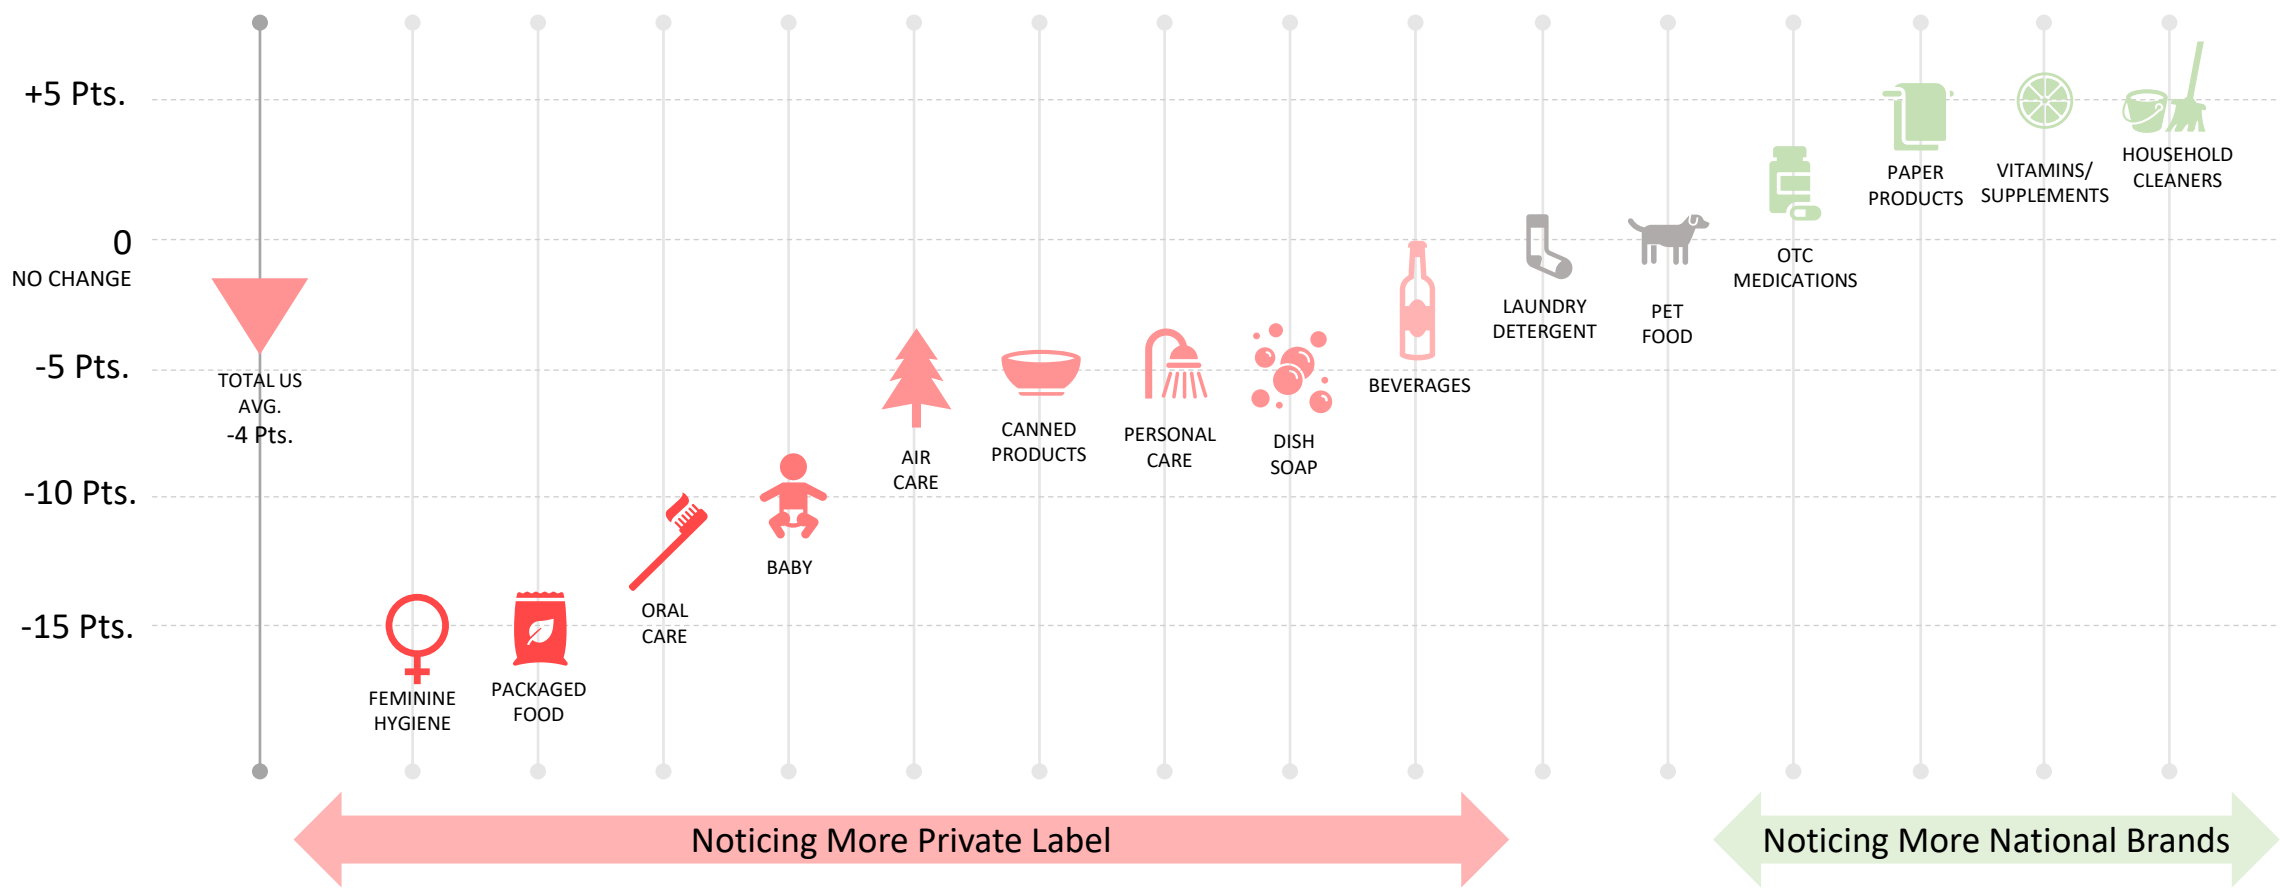 +5 Pts.
0
NO CHANGE
-5 Pts.
-10 Pts.
-15 Pts.
TOTAL US
AVG.
-4 Pts.
FEMININE
HYGIENE
PACKAGED
FOOD
ORAL
CARE
BABY
AIR
CARE
CANNED
PRODUCTS
PERSONAL
CARE
DISH
SOAP
BEVERAGES
LAUNDRY
DETERGENT
PET
FOOD
OTC
MEDICATIONS
PAPER
PRODUCTS
VITAMINS/
SUPPLEMENTS
HOUSEHOLD
CLEANERS
Noticing More Private Label
Noticing More National Brands